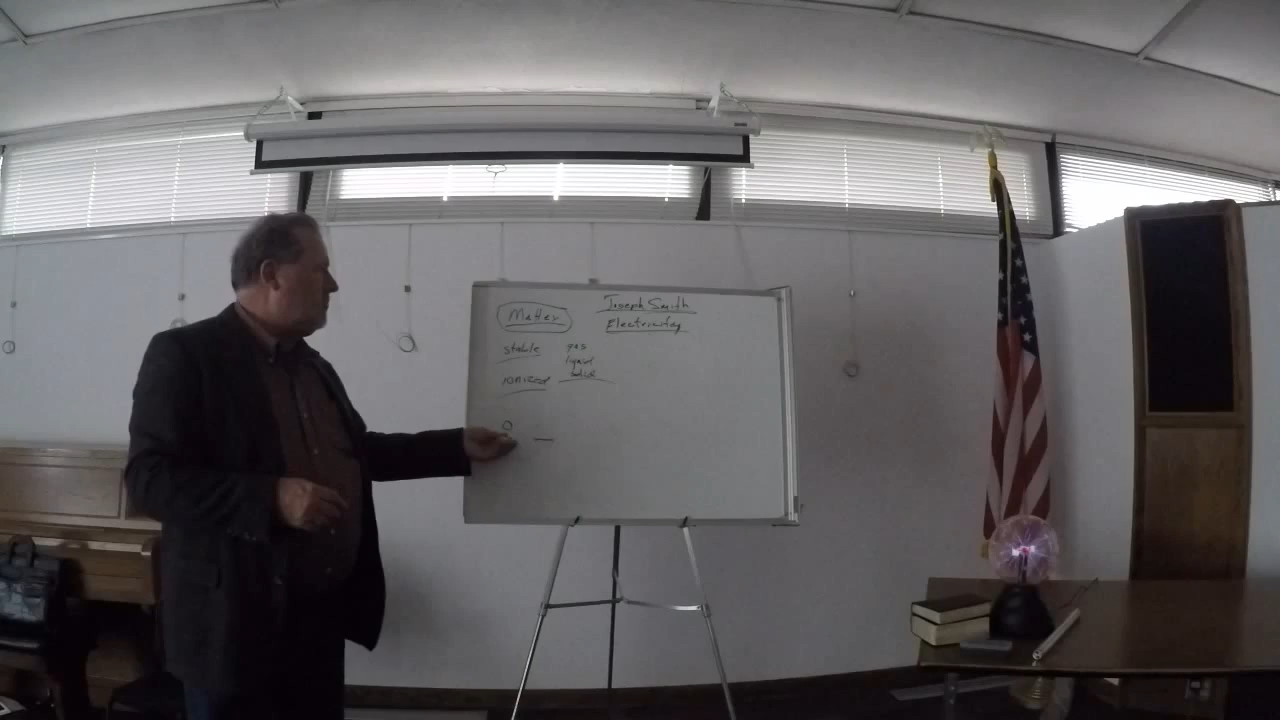 Joseph Smith
Electricity
Matter
stable
gas
liquid
solid
ionized